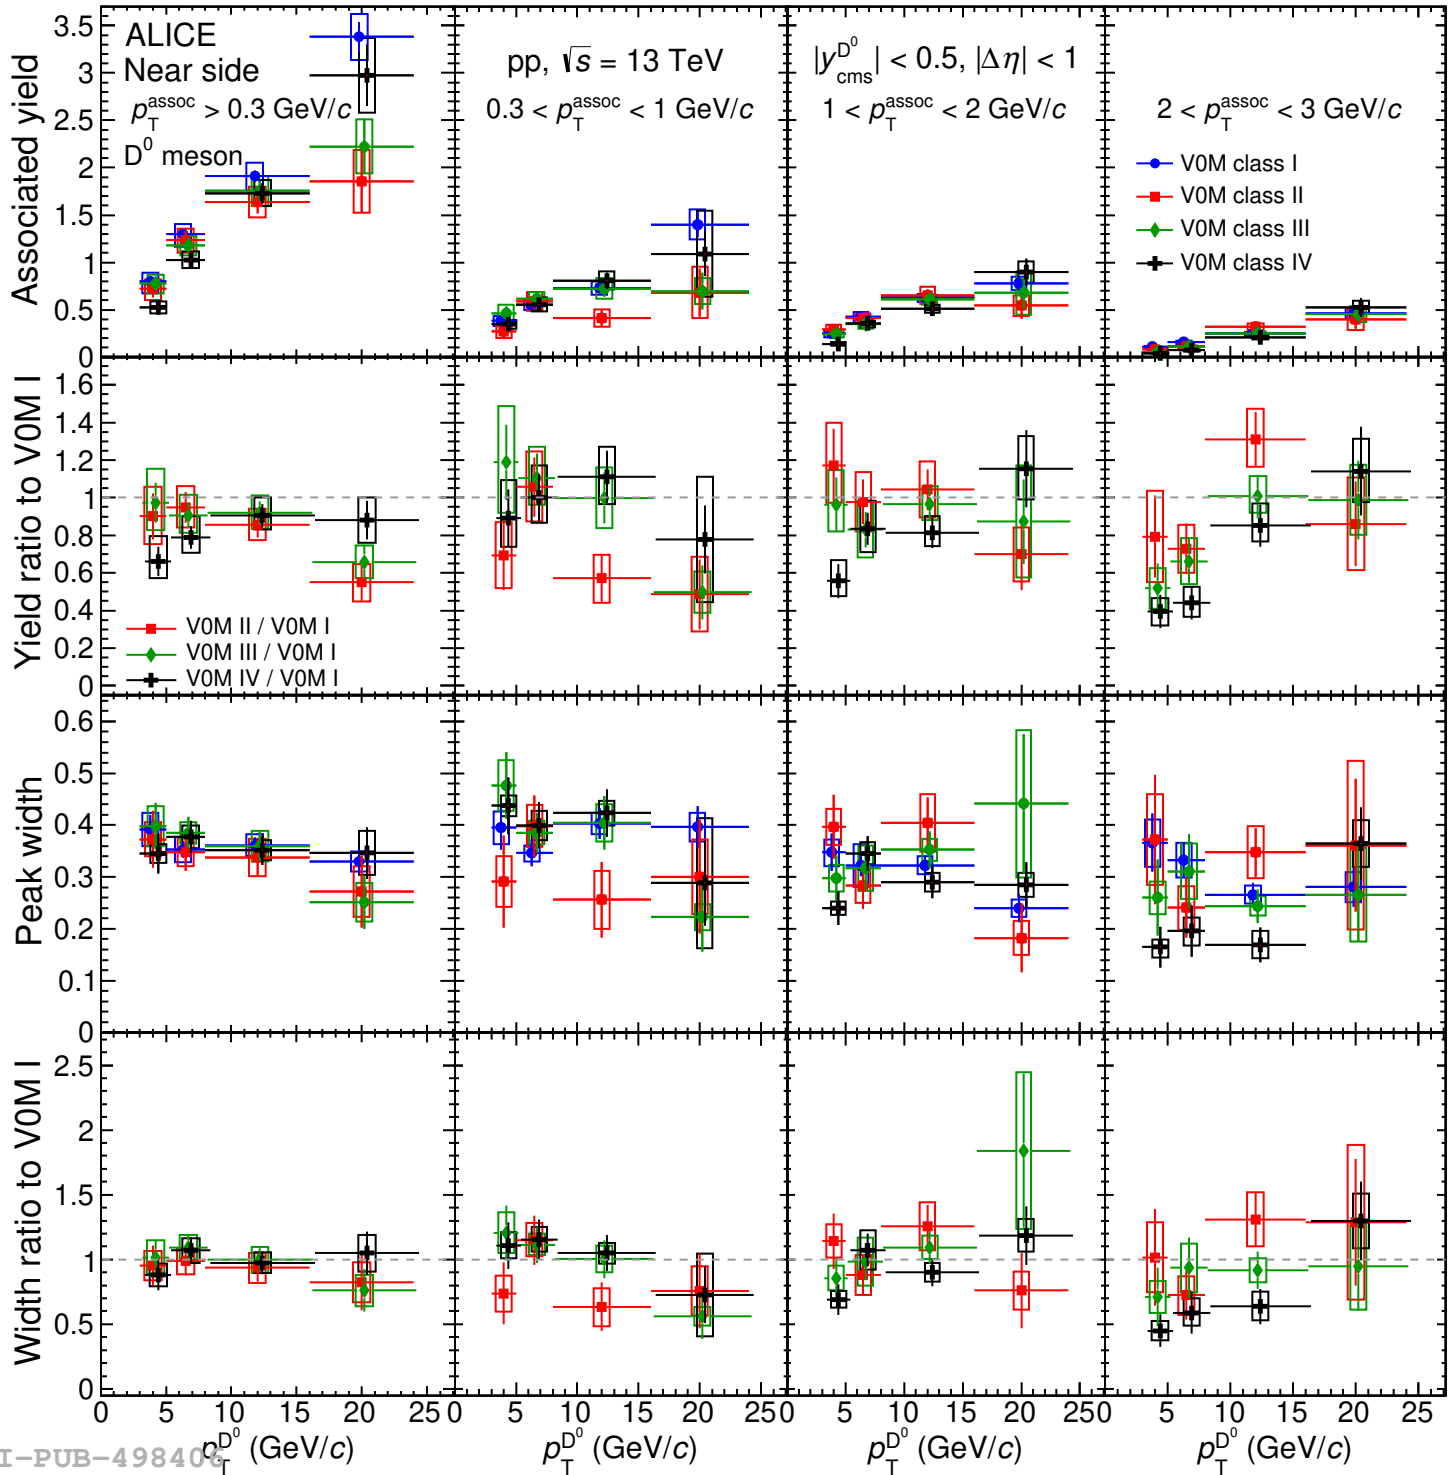 ALICE
Near side
p_T^assoc > 0.3 GeV/c
D⁰ meson
pp, √s = 13 TeV
0.3 < p_T^assoc < 1 GeV/c
|y_cms^D⁰| < 0.5, |Δη| < 1
1 < p_T^assoc < 2 GeV/c
2 < p_T^assoc < 3 GeV/c
V0M class I
V0M class II
V0M class III
V0M class IV
Associated yield
3.5
3
2.5
2
1.5
1
0.5
0
Yield ratio to V0M I
1.6
1.4
1.2
1
0.8
0.6
0.4
0.2
0
V0M II / V0M I
V0M III / V0M I
V0M IV / V0M I
Peak width
0.6
0.5
0.4
0.3
0.2
0.1
0
Width ratio to V0M I
2.5
2
1.5
1
0.5
0
0 5 10 15 20 25 0 5 10 15 20 25 0 5 10 15 20 25 0 5 10 15 20 25
p_T^D⁰ (GeV/c) p_T^D⁰ (GeV/c) p_T^D⁰ (GeV/c) p_T^D⁰ (GeV/c)
I-PUB-498406